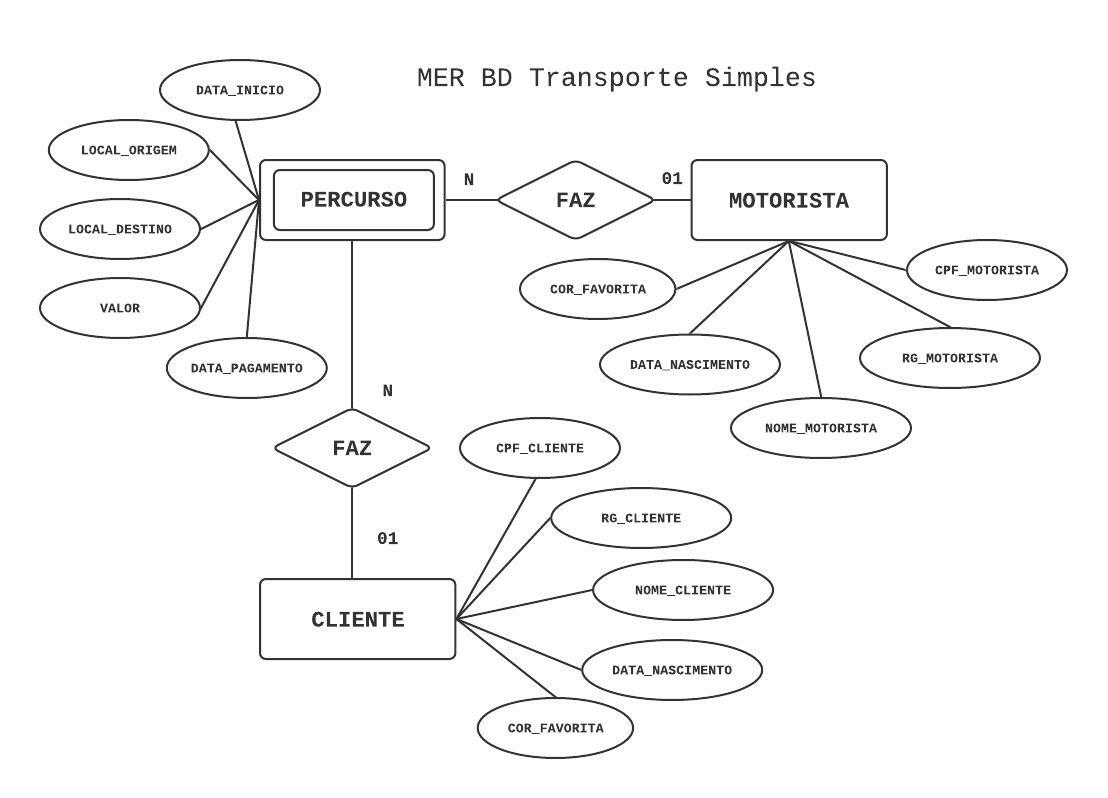 MER BD Transporte Simples
DATA_INICIO
LOCAL_ORIGEM
LOCAL_DESTINO
VALOR
DATA_PAGAMENTO
PERCURSO
N
FAZ
01
MOTORISTA
COR_FAVORITA
DATA_NASCIMENTO
NOME_MOTORISTA
RG_MOTORISTA
CPF_MOTORISTA
N
FAZ
01
CLIENTE
CPF_CLIENTE
RG_CLIENTE
NOME_CLIENTE
DATA_NASCIMENTO
COR_FAVORITA